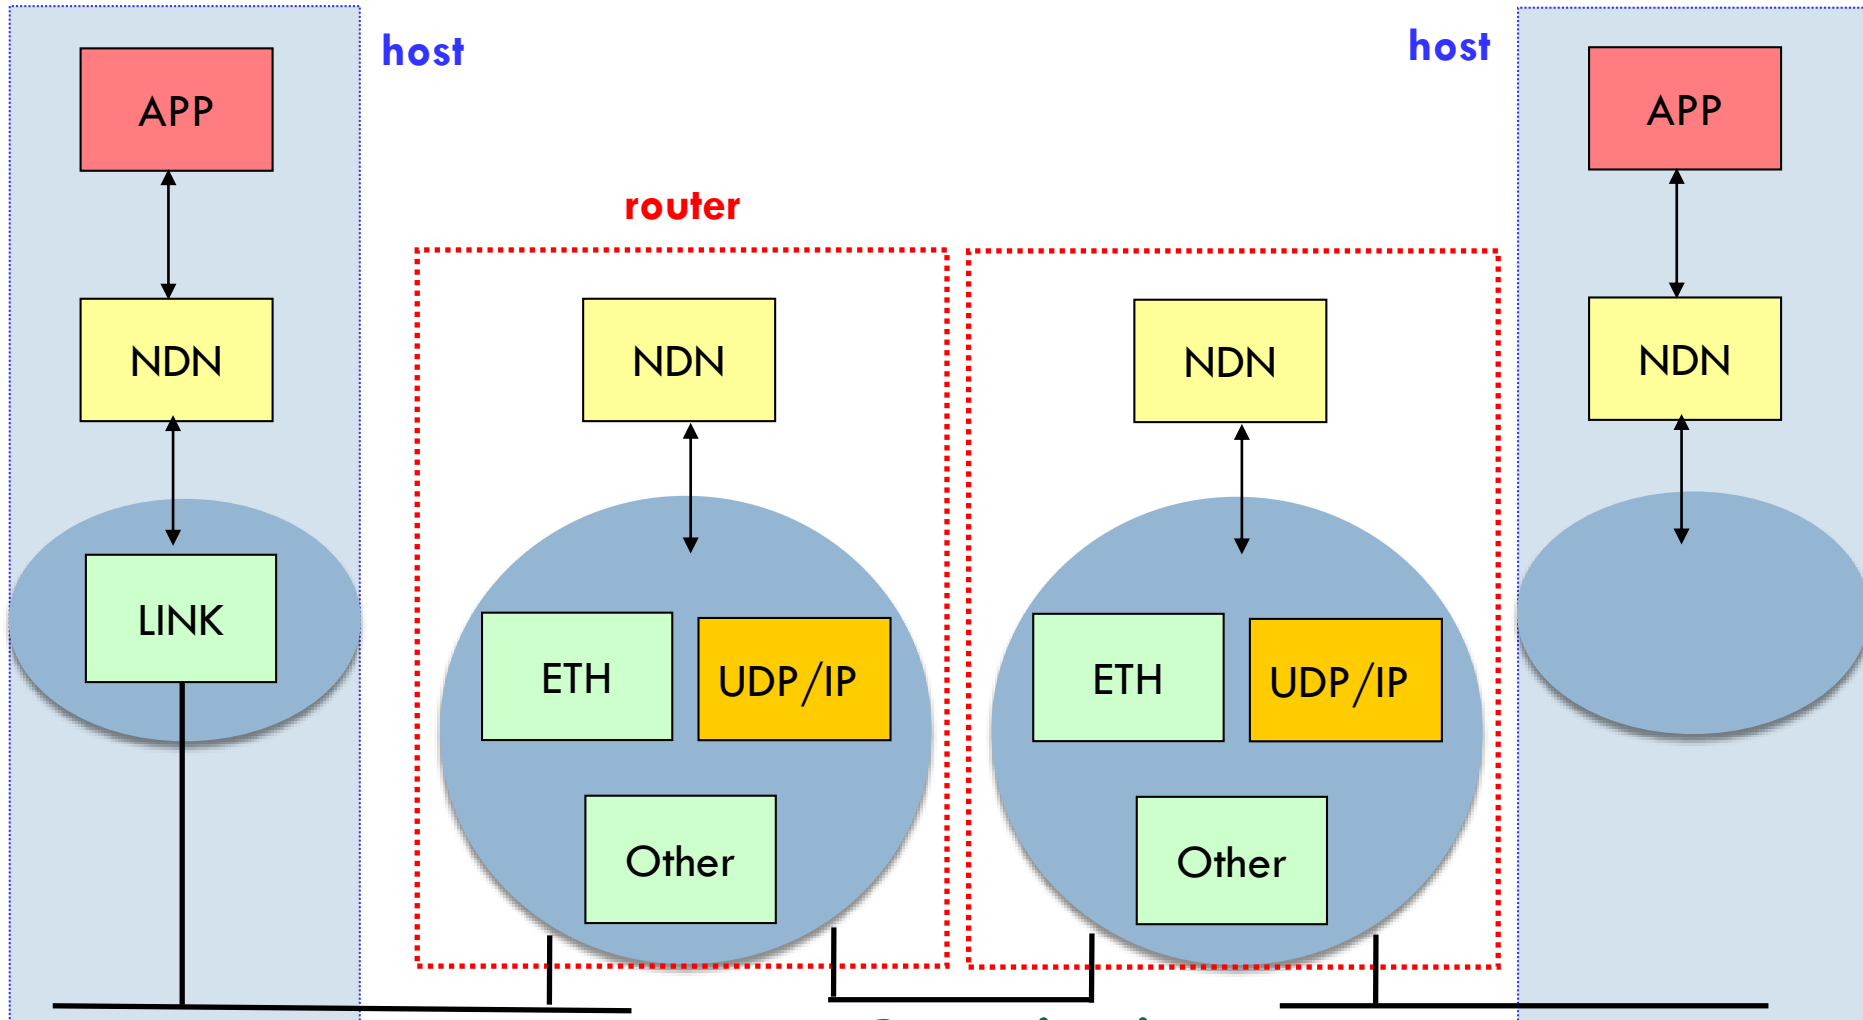 host
host
APP
APP
router
NDN
NDN
NDN
NDN
LINK
ETH
UDP/IP
ETH
UDP/IP
Other
Other